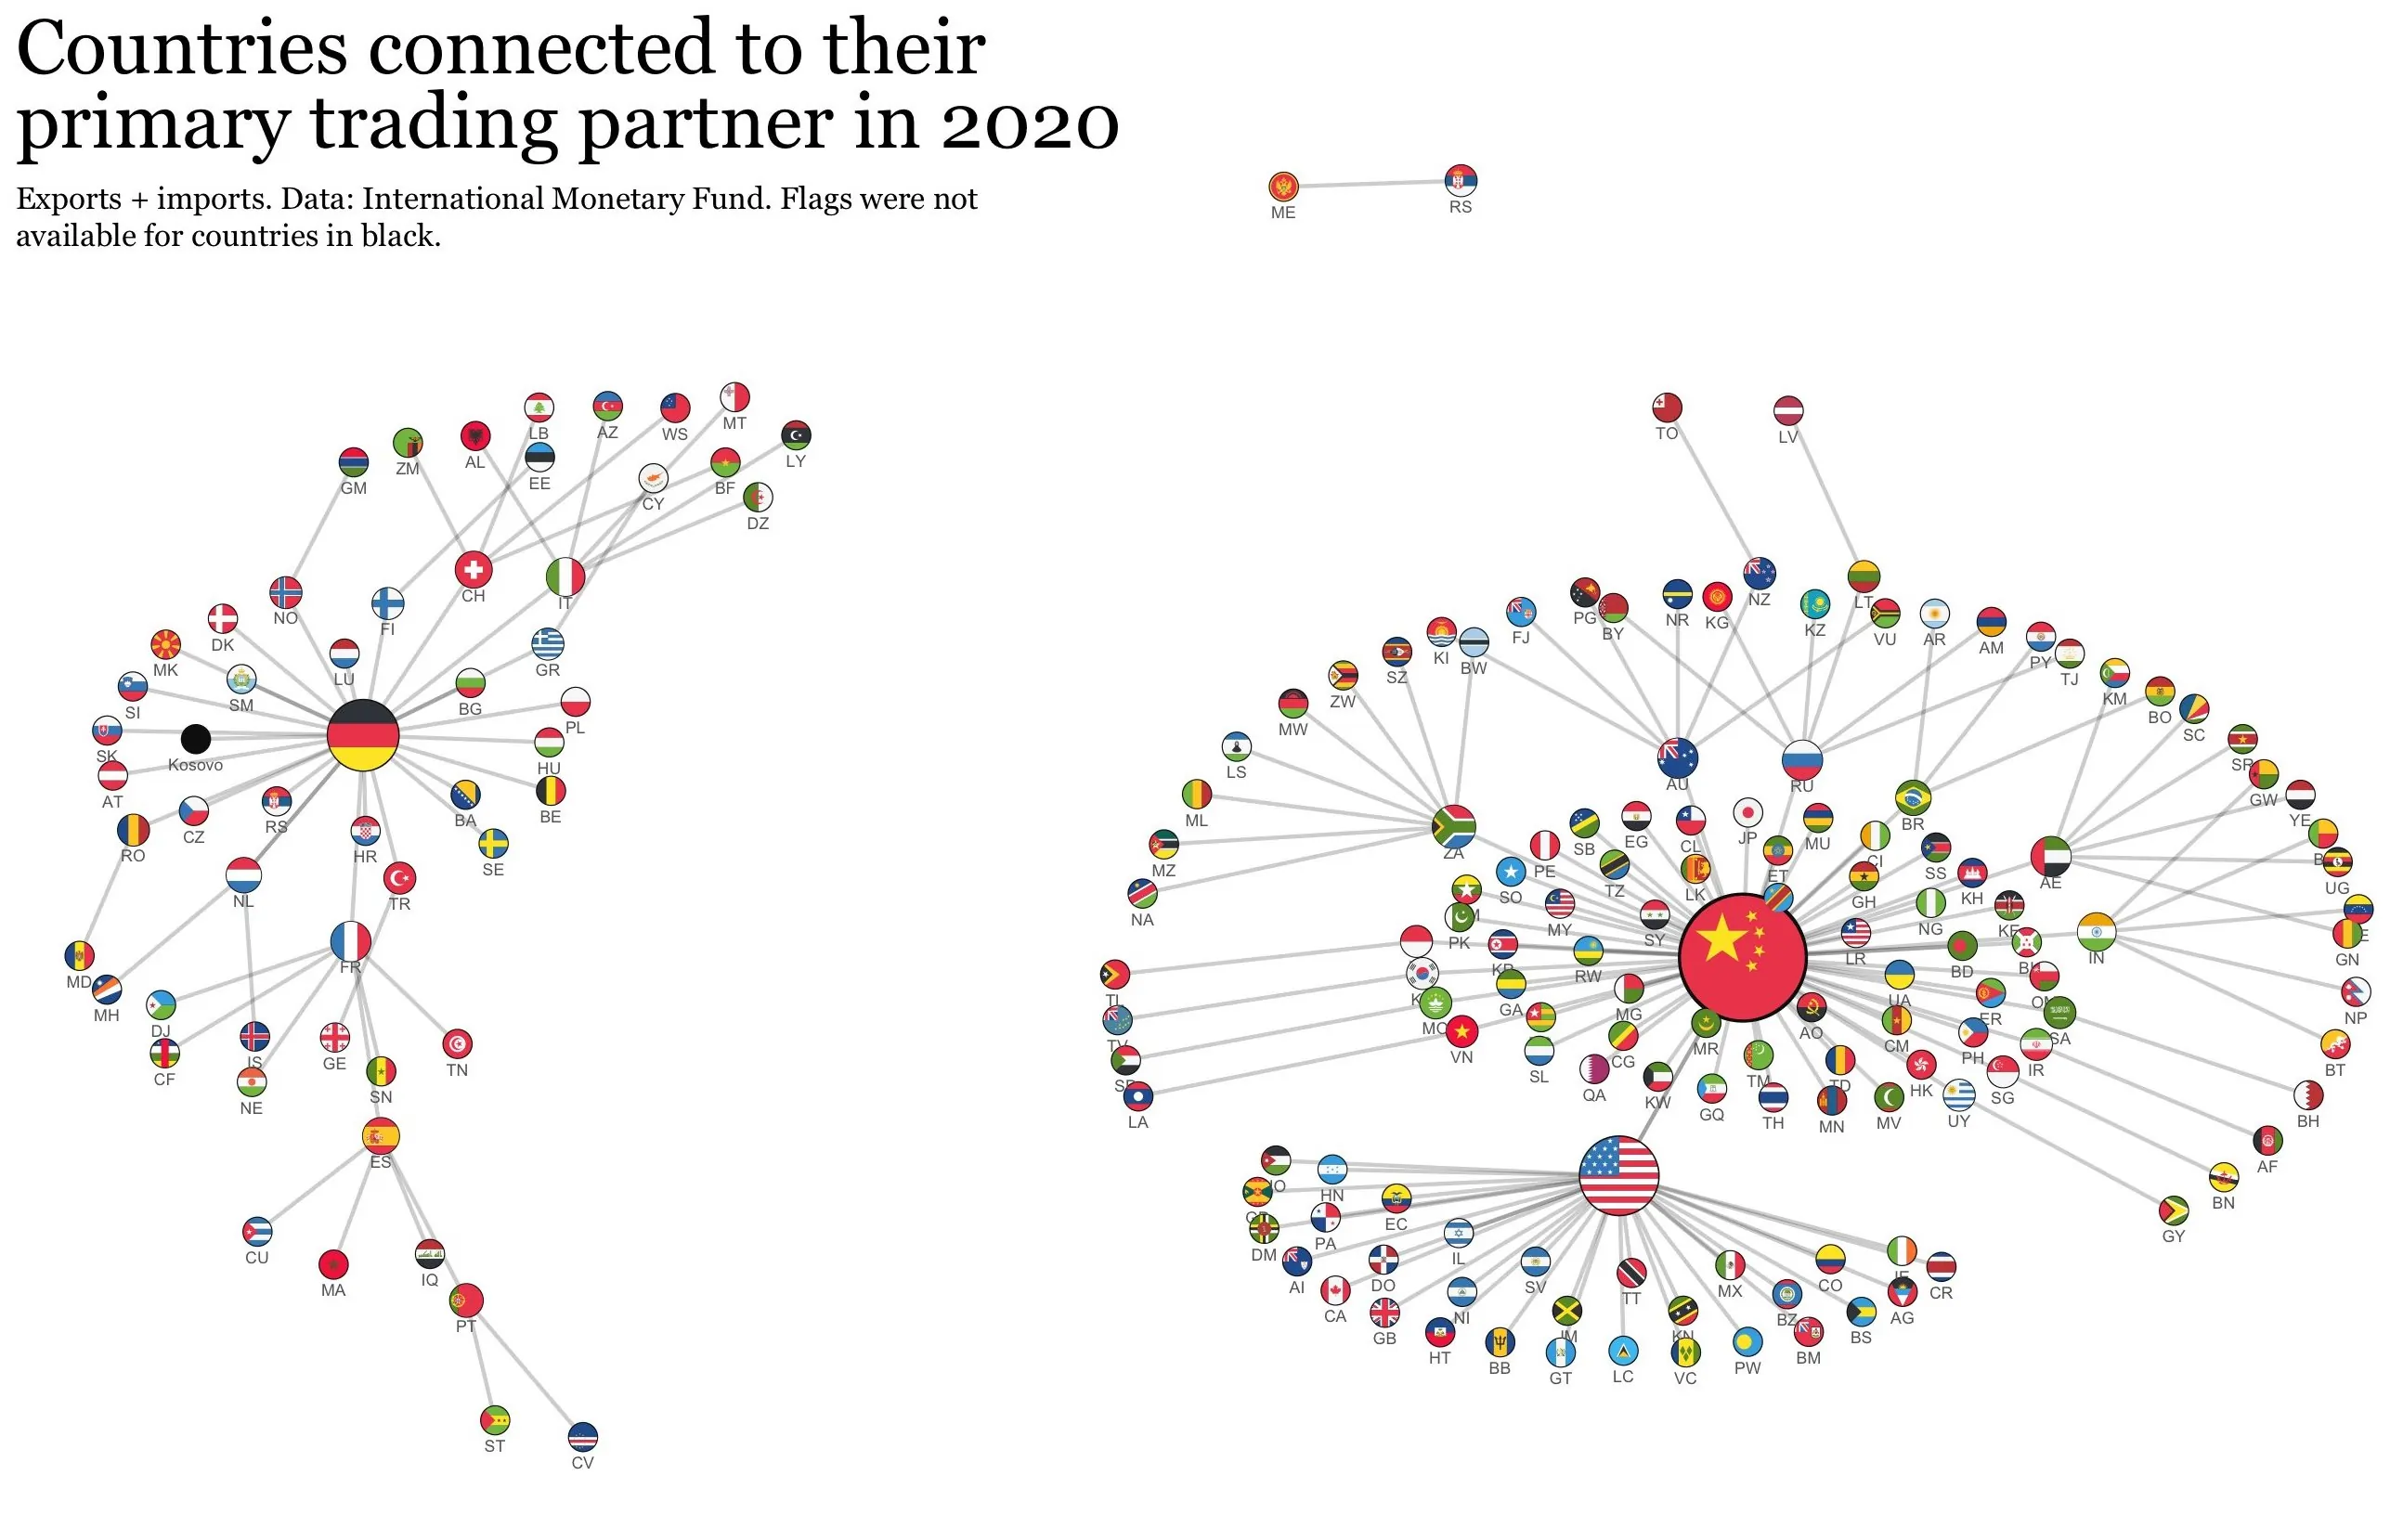 Countries connected to their
primary trading partner in 2020
Exports + imports. Data: International Monetary Fund. Flags were not
available for countries in black.
ME
RS
LB
AZ
WS
MT
AL
ZM
GM
EE
CY
BF
LY
DZ
NO
FI
CH
IT
DK
MK
LU
GR
SI
SM
BG
PL
SK
Kosovo
HU
AT
RO
CZ
RS
HR
BA
BE
SE
NL
TR
MD
MH
FR
DJ
CF
IS
NE
GE
SN
TN
ES
CU
MA
IQ
PT
ST
CV
TO
LV
NZ
LT
PG
BY
NR
KG
KZ
VU
AR
AM
PY
TJ
KM
BO
SC
SR
GW
YE
UG
GN
NP
BT
BH
AF
BN
GY
FJ
KI
BW
SZ
ZW
MW
LS
ML
MZ
NA
ZA
AU
RU
BR
AE
IN
PE
SB
EG
CL
JP
MU
CI
SS
KH
SO
TZ
LK
ET
GH
NG
KE
PK
MY
SY
LR
BD
RW
GA
MG
UA
ER
SA
TL
TV
LA
VN
SL
CG
QA
KW
MR
GQ
TM
TH
AO
TD
MN
CM
HK
MV
PH
SG
UY
IR
HN
DM
PA
EC
AI
CA
DO
GB
IL
NI
HT
SV
BB
GT
TT
LC
KN
VC
MX
PW
BZ
BM
CO
BS
AG
CR